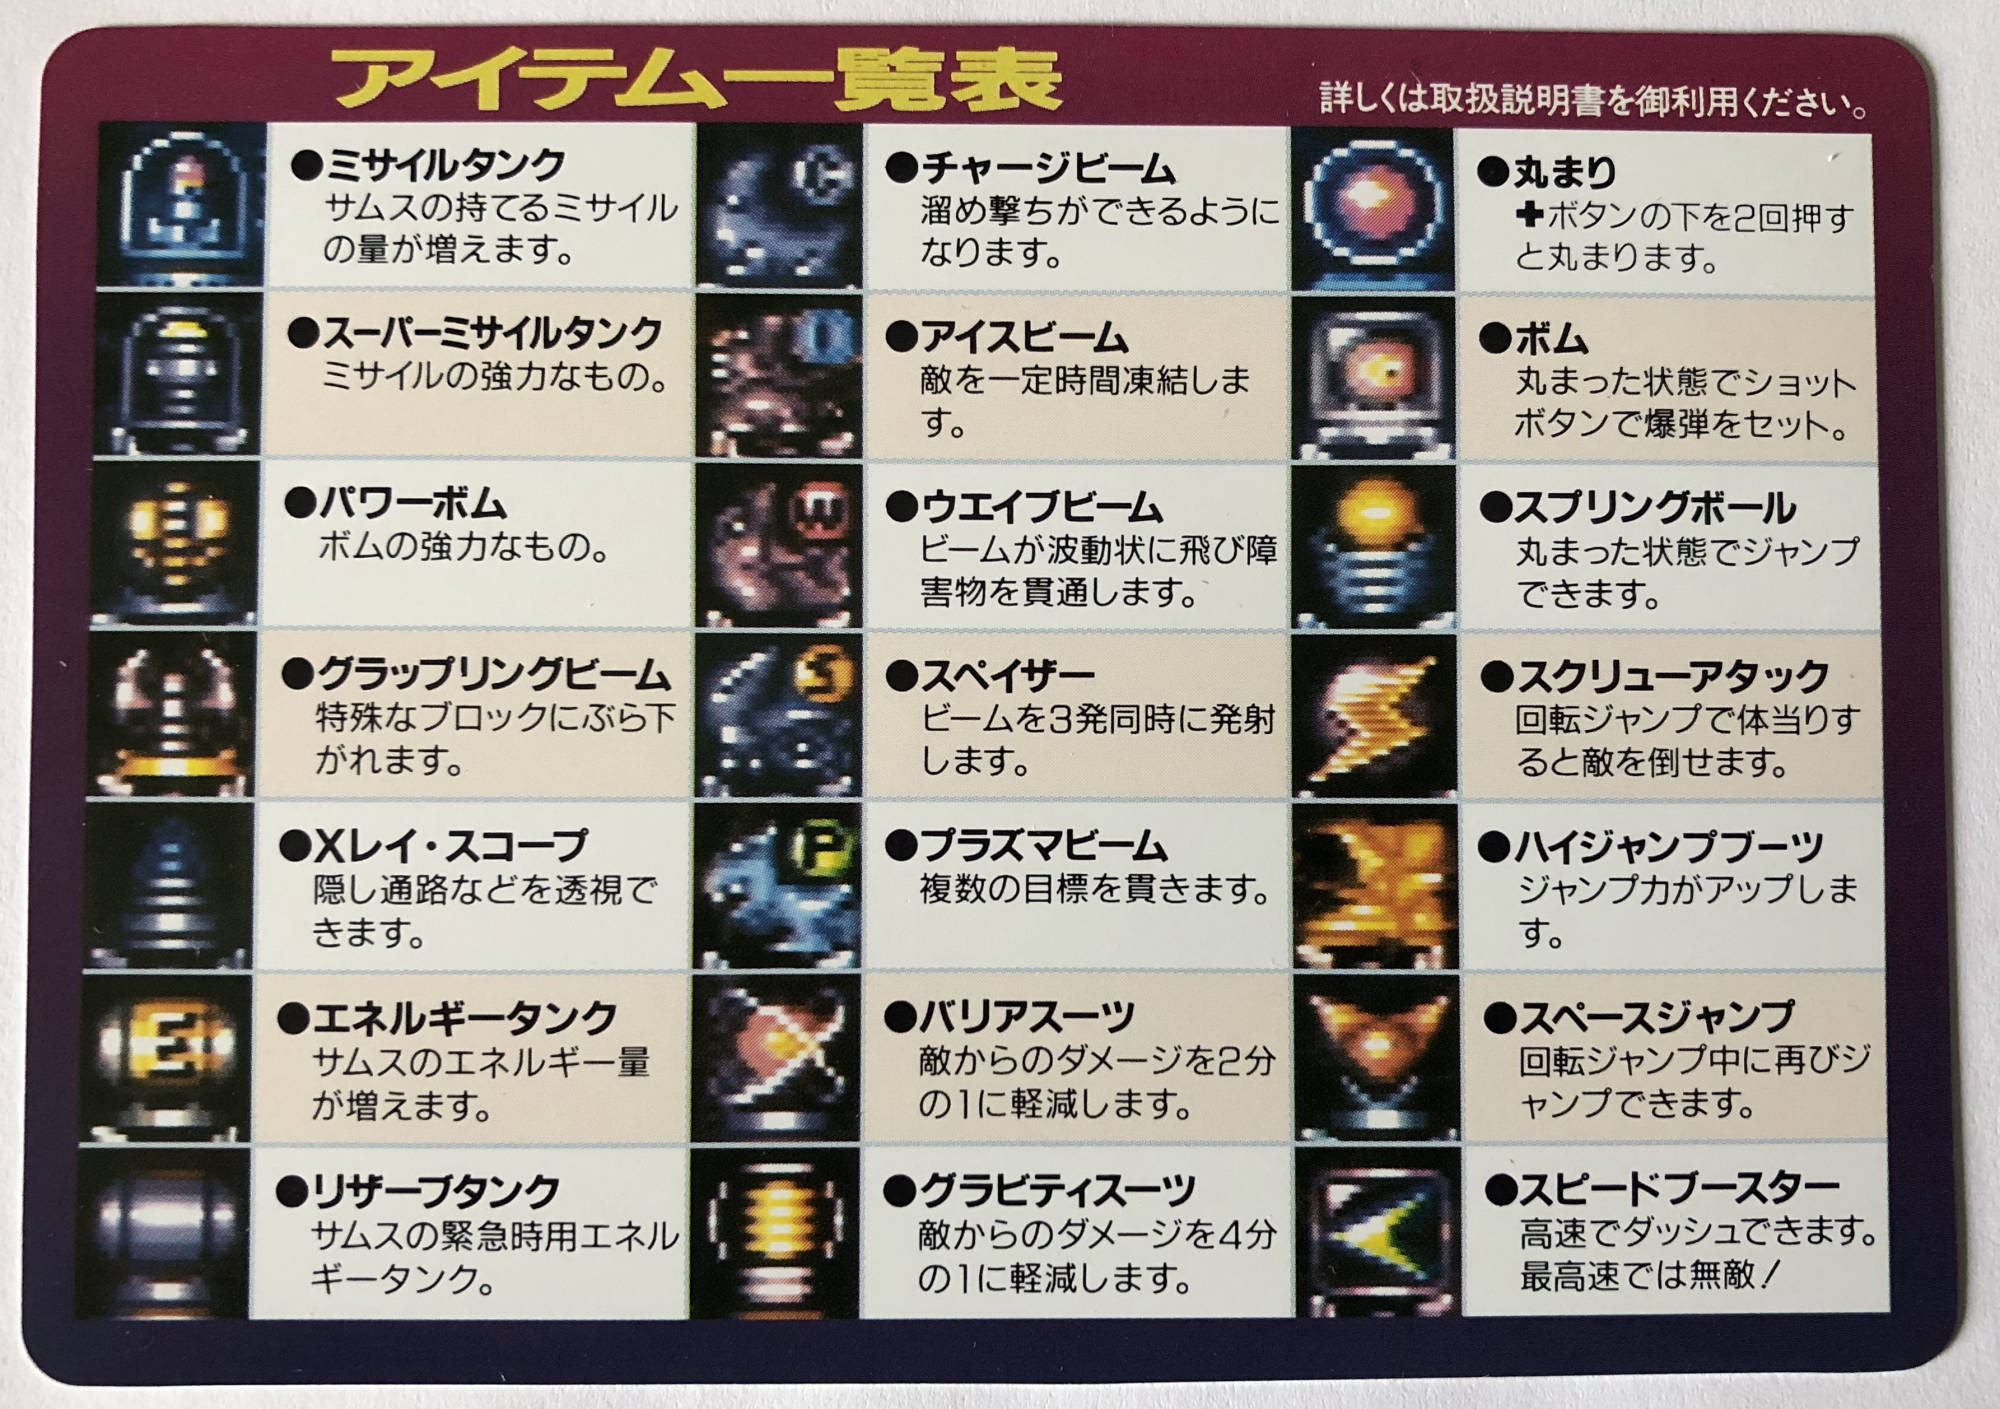 アイテム一覧表
詳しくは取扱説明書を御利用ください。
●ミサイルタンク
サムスの持てるミサイル
の量が増えます。
●スーパーミサイルタンク
ミサイルの強力なもの。
●パワーボム
ボムの強力なもの。
●グラップリングビーム
特殊なブロックにぶら下
がれます。
●Xレイ・スコープ
隠し通路などを透視で
きます。
●エネルギータンク
サムスのエネルギー量
が増えます。
●リザーブタンク
サムスの緊急時用エネル
ギータンク。
●チャージビーム
溜め撃ちができるように
なります。
●アイスビーム
敵を一定時間凍結しま
す。
●ウエイブビーム
ビームが波動状に飛び障
害物を貫通します。
●スペイザー
ビームを3発同時に発射
します。
●プラズマビーム
複数の目標を貫きます。
●バリアスーツ
敵からのダメージを2分
の1に軽減します。
●グラビティスーツ
敵からのダメージを4分
の1に軽減します。
●丸まり
✚ボタンの下を2回押す
と丸まります。
●ボム
丸まった状態でショット
ボタンで爆弾をセット。
●スプリングボール
丸まった状態でジャンプ
できます。
●スクリューアタック
回転ジャンプで体当りす
ると敵を倒せます。
●ハイジャンプブーツ
ジャンプ力がアップしま
す。
●スペースジャンプ
回転ジャンプ中に再びジ
ャンプできます。
●スピードブースター
高速でダッシュできます。
最高速では無敵!